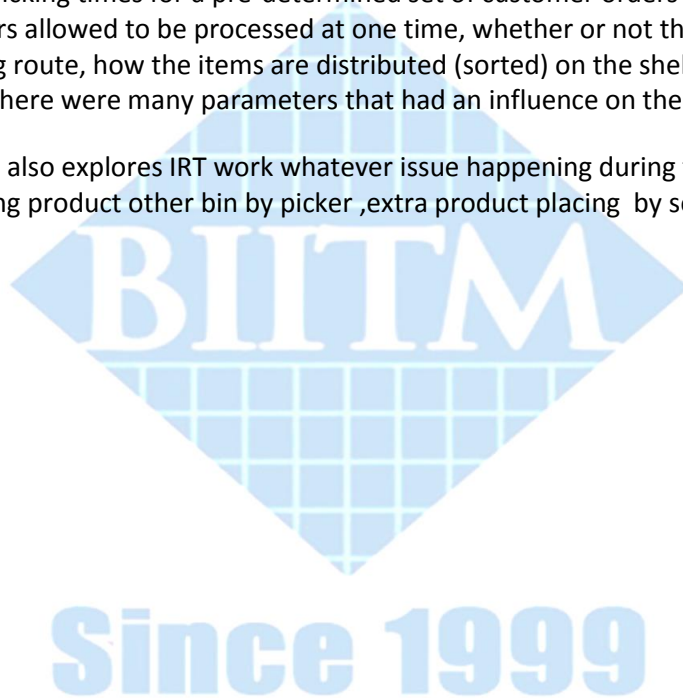 icking times for a pre-determined set of customer orders
rs allowed to be processed at one time, whether or not th
g route, how the items are distributed (sorted) on the shel
here were many parameters that had an influence on the
also explores IRT work whatever issue happening during
ng product other bin by picker ,extra product placing by s
BIITM
Since 1999